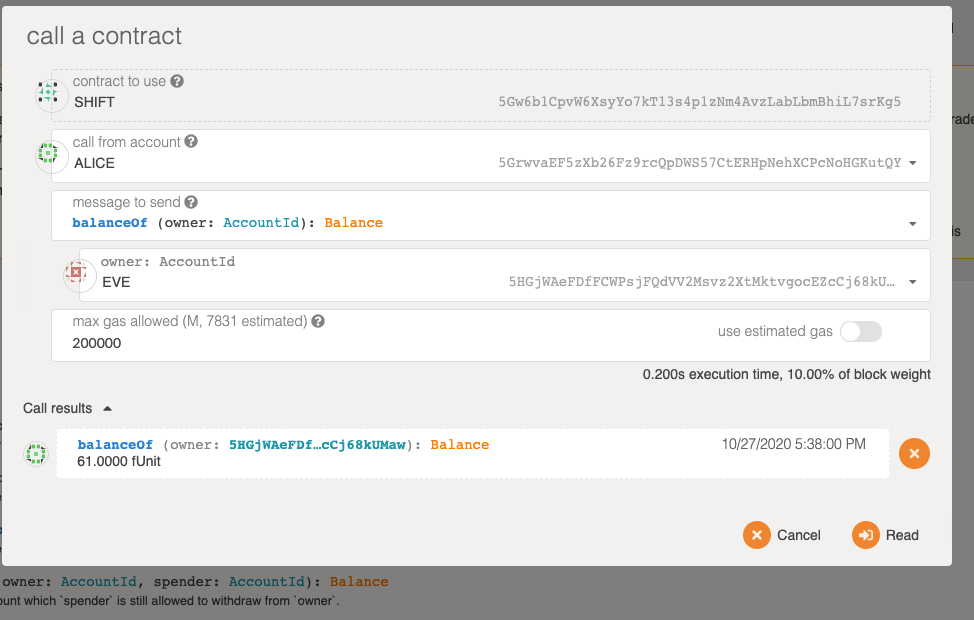 call a contract
contract to use
SHIFT 5Gw6b1CpvW6XsyYo7kT13s4p1zNm4AvzLabLbmBhiL7srKg5
call from account
ALICE 5GrwvaEF5zXb26Fz9rcQpDWS57CtERHpNehXCPcNoHGKutQY
message to send
balanceOf (owner: AccountId): Balance
owner: AccountId
EVE 5HGjWAeFDfFCWPsjFQdVV2Msvz2XtMktvgocEZcCj68kU…
max gas allowed (M, 7831 estimated)
200000 use estimated gas
0.200s execution time, 10.00% of block weight
Call results
balanceOf (owner: 5HGjWAeFDf…cCj68kUMaw): Balance 10/27/2020 5:38:00 PM
61.0000 fUnit
Cancel Read
owner: AccountId, spender: AccountId): Balance
which `spender` is still allowed to withdraw from `owner`.